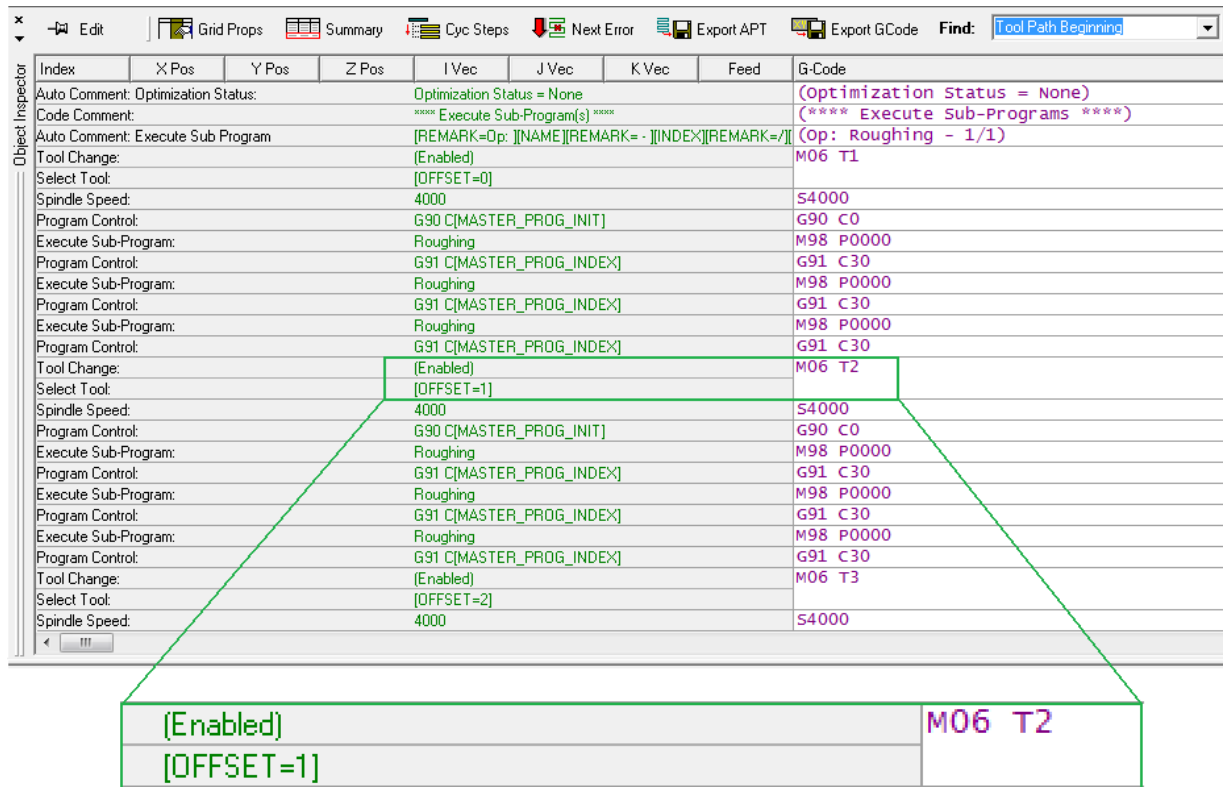 Edit Grid Props Summary Cyc Steps Next Error Export APT Export GCode Find: Tool Path Beginning
Object Inspector
Index X Pos Y Pos Z Pos I Vec J Vec K Vec Feed G-Code
Auto Comment: Optimization Status: Optimization Status = None (Optimization Status = None)
Code Comment: **** Execute Sub-Program(s) **** (**** Execute Sub-Programs ****)
Auto Comment: Execute Sub Program [REMARK=Op: ][NAME][REMARK= - ][INDEX][REMARK=/][ (Op: Roughing - 1/1)
Tool Change: (Enabled) M06 T1
Select Tool: [OFFSET=0]
Spindle Speed: 4000 S4000
Program Control: G90 C[MASTER_PROG_INIT] G90 C0
Execute Sub-Program: Roughing M98 P0000
Program Control: G91 C[MASTER_PROG_INDEX] G91 C30
Execute Sub-Program: Roughing M98 P0000
Program Control: G91 C[MASTER_PROG_INDEX] G91 C30
Execute Sub-Program: Roughing M98 P0000
Program Control: G91 C[MASTER_PROG_INDEX] G91 C30
Tool Change: (Enabled) M06 T2
Select Tool: [OFFSET=1]
Spindle Speed: 4000 S4000
Program Control: G90 C[MASTER_PROG_INIT] G90 C0
Execute Sub-Program: Roughing M98 P0000
Program Control: G91 C[MASTER_PROG_INDEX] G91 C30
Execute Sub-Program: Roughing M98 P0000
Program Control: G91 C[MASTER_PROG_INDEX] G91 C30
Execute Sub-Program: Roughing M98 P0000
Program Control: G91 C[MASTER_PROG_INDEX] G91 C30
Tool Change: (Enabled) M06 T3
Select Tool: [OFFSET=2]
Spindle Speed: 4000 S4000
(Enabled) M06 T2
[OFFSET=1]